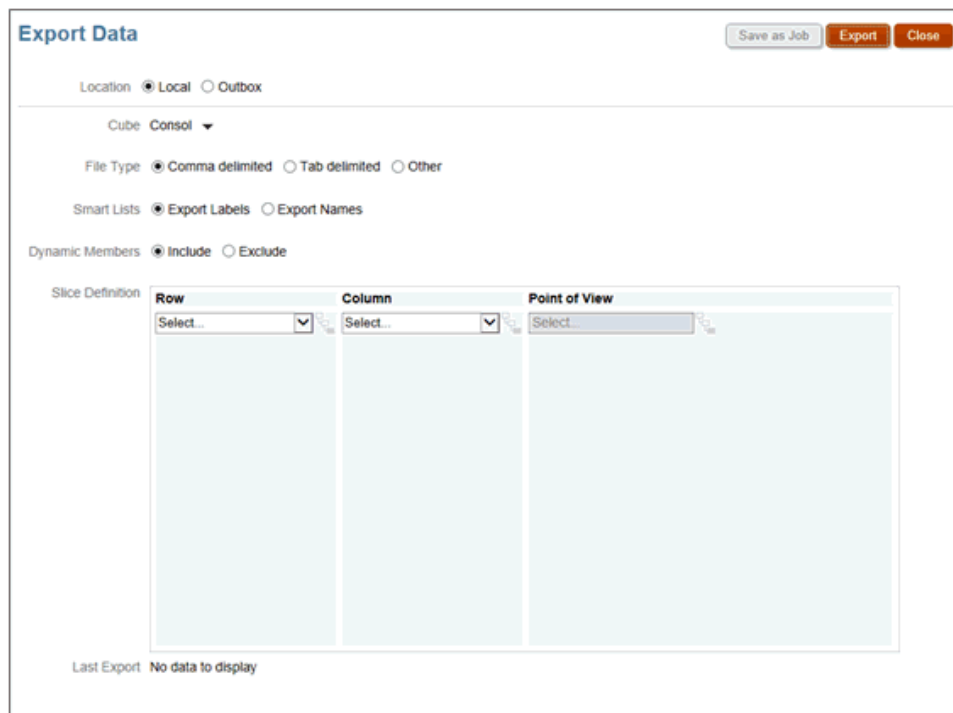 Export Data
Save as Job Export Close
Location Local Outbox
Cube Consol
File Type Comma delimited Tab delimited Other
Smart Lists Export Labels Export Names
Dynamic Members Include Exclude
Slice Definition Row Column Point of View
Select... Select... Select...
Last Export No data to display